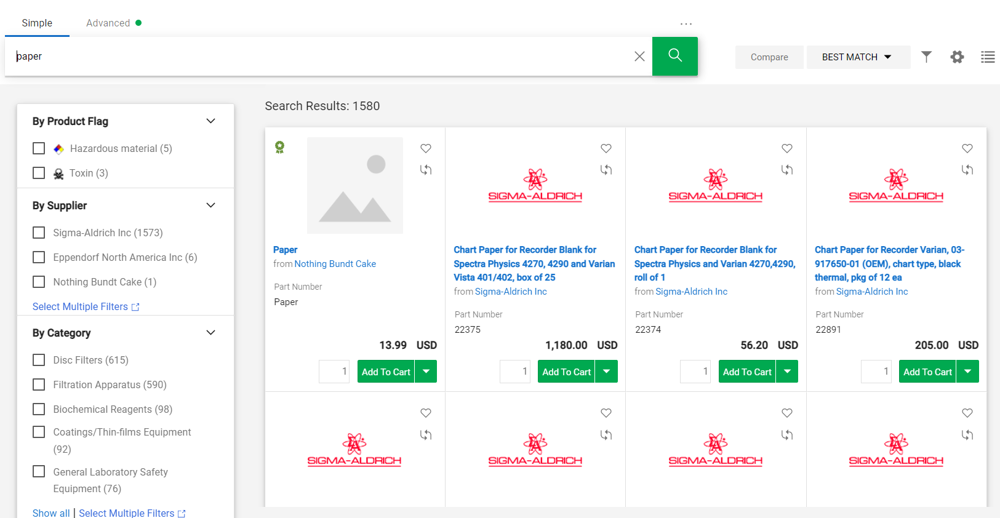 Simple
Advanced
paper
Compare
BEST MATCH
Search Results: 1580
By Product Flag
Hazardous material (5)
Toxin (3)
By Supplier
Sigma-Aldrich Inc (1573)
Eppendorf North America Inc (6)
Nothing Bundt Cake (1)
Select Multiple Filters
By Category
Disc Filters (615)
Filtration Apparatus (590)
Biochemical Reagents (98)
Coatings/Thin-films Equipment
(92)
General Laboratory Safety
Equipment (76)
Show all | Select Multiple Filters
Paper
from Nothing Bundt Cake
Part Number
Paper
13.99 USD
1 Add To Cart
SIGMA-ALDRICH
Chart Paper for Recorder Blank for
Spectra Physics 4270, 4290 and Varian
Vista 401/402, box of 25
from Sigma-Aldrich Inc
Part Number
22375
1,180.00 USD
1 Add To Cart
SIGMA-ALDRICH
Chart Paper for Recorder Blank for
Spectra Physics and Varian 4270,4290,
roll of 1
from Sigma-Aldrich Inc
Part Number
22374
56.20 USD
1 Add To Cart
SIGMA-ALDRICH
Chart Paper for Recorder Varian, 03-
917650-01 (OEM), chart type, black
thermal, pkg of 12 ea
from Sigma-Aldrich Inc
Part Number
22891
205.00 USD
1 Add To Cart
SIGMA-ALDRICH
SIGMA-ALDRICH
SIGMA-ALDRICH
SIGMA-ALDRICH